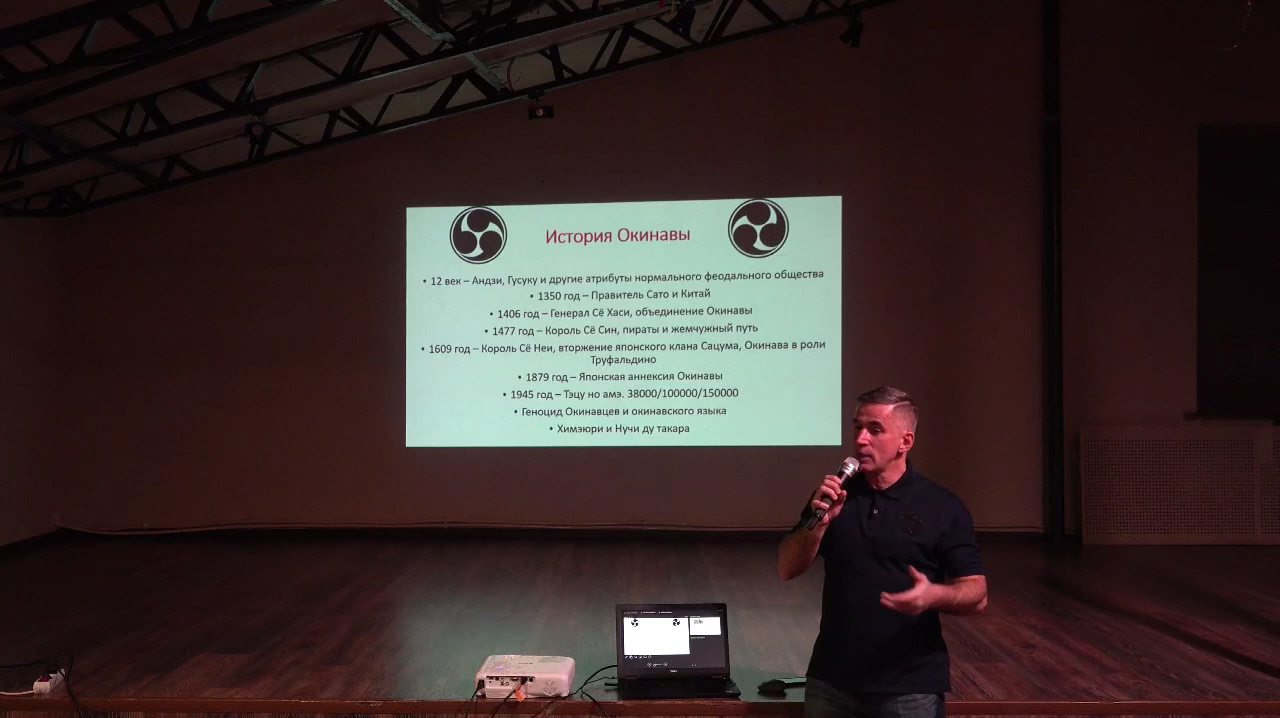 История Окинавы
• 12 век – Андзи, Гусуку и другие атрибуты нормального феодального общества
• 1350 год – Правитель Сато и Китай
• 1406 год – Генерал Сё Хаси, объединение Окинавы
• 1477 год – Король Сё Син, пираты и жемчужный путь
• 1609 год – Король Сё Неи, вторжение японского клана Сацума, Окинава в роли
Труфальдино
• 1879 год – Японская аннексия Окинавы
• 1945 год – Тэцу но амэ. 38000/100000/150000
• Геноцид Окинавцев и окинавского языка
• Химэюри и Нучи ду такара